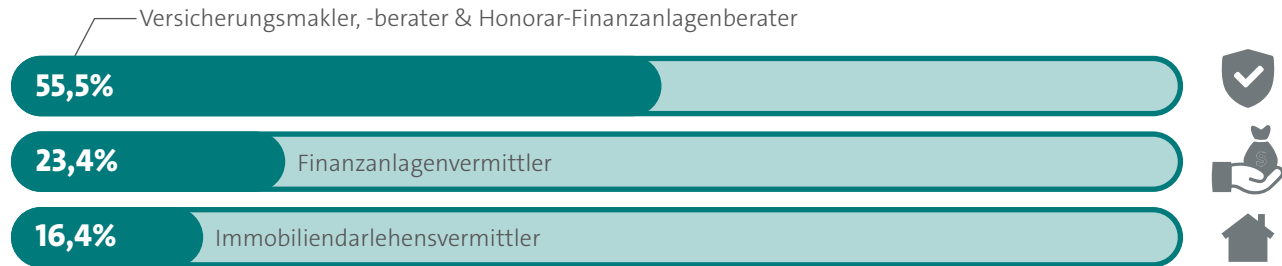 Versicherungsmakler, -berater & Honorar-Finanzanlagenberater
55,5%
23,4% Finanzanlagenvermittler
16,4% Immobiliendarlehensvermittler